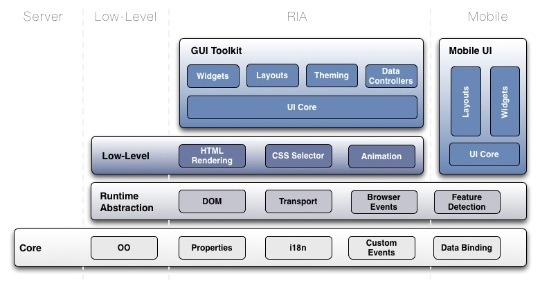 Server Low-Level RIA Mobile
GUI Toolkit
Widgets Layouts Theming Data
Controllers
UI Core
Mobile UI
Layouts
Widgets
UI Core
Low-Level
HTML
Rendering
CSS Selector
Animation
Runtime
Abstraction
DOM
Transport
Browser
Events
Feature
Detection
Core
OO
Properties
i18n
Custom
Events
Data Binding